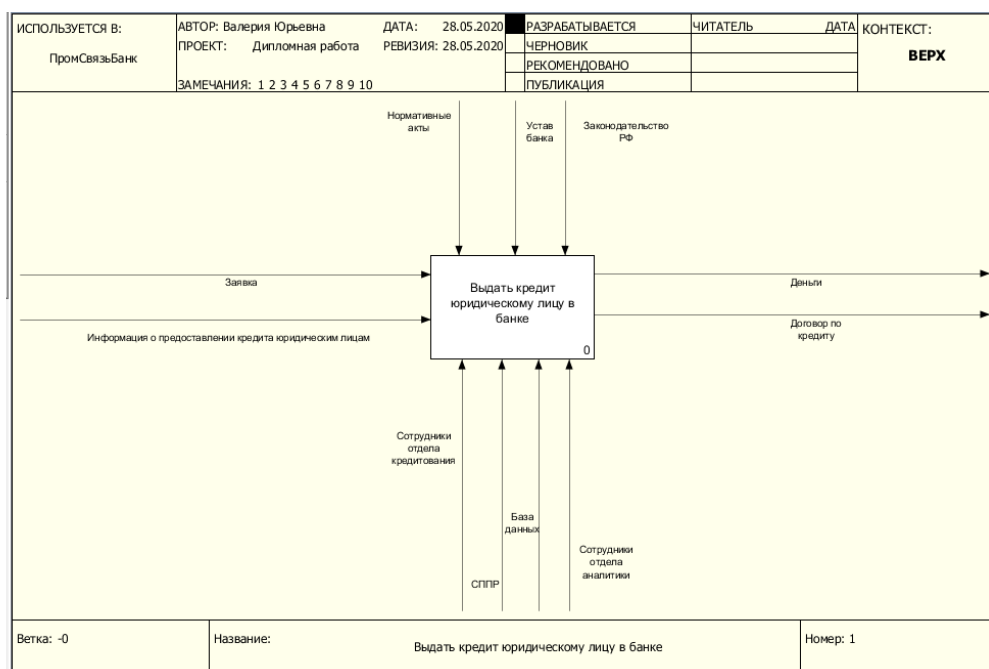 ИСПОЛЬЗУЕТСЯ В:
ПромСвязьБанк
АВТОР: Валерия Юрьевна
ДАТА: 28.05.2020
ПРОЕКТ: Дипломная работа
РЕВИЗИЯ: 28.05.2020
ЗАМЕЧАНИЯ: 1 2 3 4 5 6 7 8 9 10
РАЗРАБАТЫВАЕТСЯ
ЧЕРНОВИК
РЕКОМЕНДОВАНО
ПУБЛИКАЦИЯ
ЧИТАТЕЛЬ
ДАТА
КОНТЕКСТ:
ВЕРХ
Нормативные
акты
Устав
банка
Законодательство
РФ
Заявка
Информация о предоставлении кредита юридическим лицам
Выдать кредит
юридическому лицу в
банке
0
Деньги
Договор по
кредиту
Сотрудники
отдела
кредитования
СППР
База
данных
Сотрудники
отдела
аналитики
Ветка: -0
Название:
Выдать кредит юридическому лицу в банке
Номер: 1